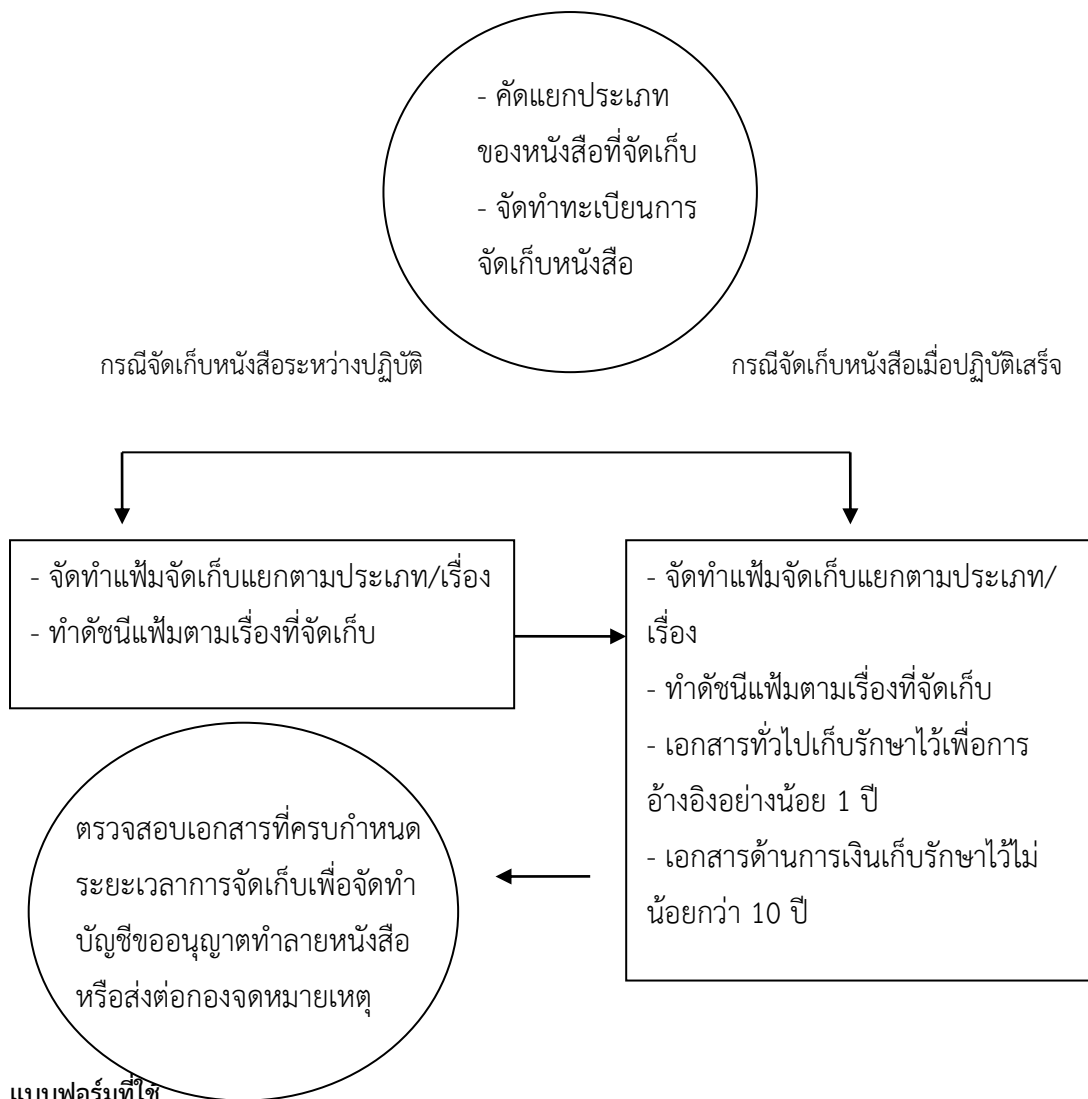 - คัดแยกประเภท
ของหนังสือที่จัดเก็บ
- จัดทำทะเบียนการ
จัดเก็บหนังสือ
กรณีจัดเก็บหนังสือระหว่างปฏิบัติ
กรณีจัดเก็บหนังสือเมื่อปฏิบัติเสร็จ
- จัดทำแฟ้มจัดเก็บแยกตามประเภท/เรื่อง
- ทำดัชนีแฟ้มตามเรื่องที่จัดเก็บ
- จัดทำแฟ้มจัดเก็บแยกตามประเภท/
เรื่อง
- ทำดัชนีแฟ้มตามเรื่องที่จัดเก็บ
- เอกสารทั่วไปเก็บรักษาไว้เพื่อการ
อ้างอิงอย่างน้อย 1 ปี
- เอกสารด้านการเงินเก็บรักษาไว้ไม่
น้อยกว่า 10 ปี
ตรวจสอบเอกสารที่ครบกำหนด
ระยะเวลาการจัดเก็บเพื่อจัดทำ
บัญชีขออนุญาตทำลายหนังสือ
หรือส่งต่อกองจดหมายเหตุ
แบบฟอร์มที่ใช้